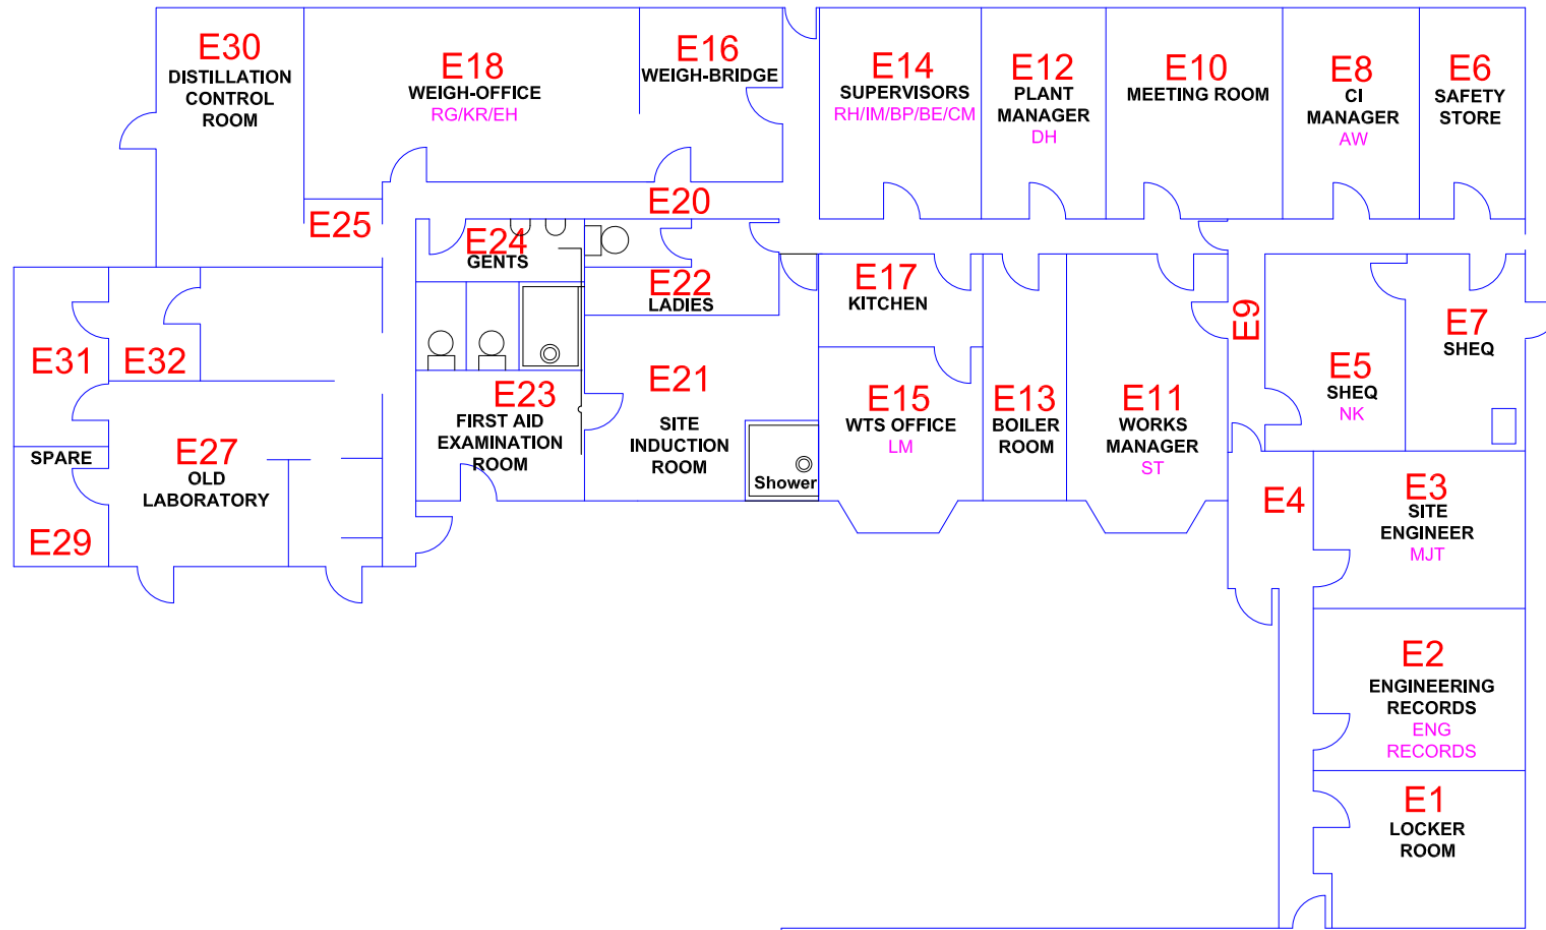 E30
DISTILLATION
CONTROL
ROOM
E18
WEIGH-OFFICE
RG/KR/EH
E16
WEIGH-BRIDGE
E14
SUPERVISORS
RH/IM/BP/BE/CM
E12
PLANT
MANAGER
DH
E10
MEETING ROOM
E8
CI
MANAGER
AW
E6
SAFETY
STORE
E25
E20
E24
GENTS
E22
LADIES
E17
KITCHEN
E9
E7
SHEQ
E31
E32
E23
FIRST AID
EXAMINATION
ROOM
E21
SITE
INDUCTION
ROOM
Shower
E15
WTS OFFICE
LM
E13
BOILER
ROOM
E11
WORKS
MANAGER
ST
E5
SHEQ
NK
SPARE
E29
E27
OLD
LABORATORY
E4
E3
SITE
ENGINEER
MJT
E2
ENGINEERING
RECORDS
ENG
RECORDS
E1
LOCKER
ROOM